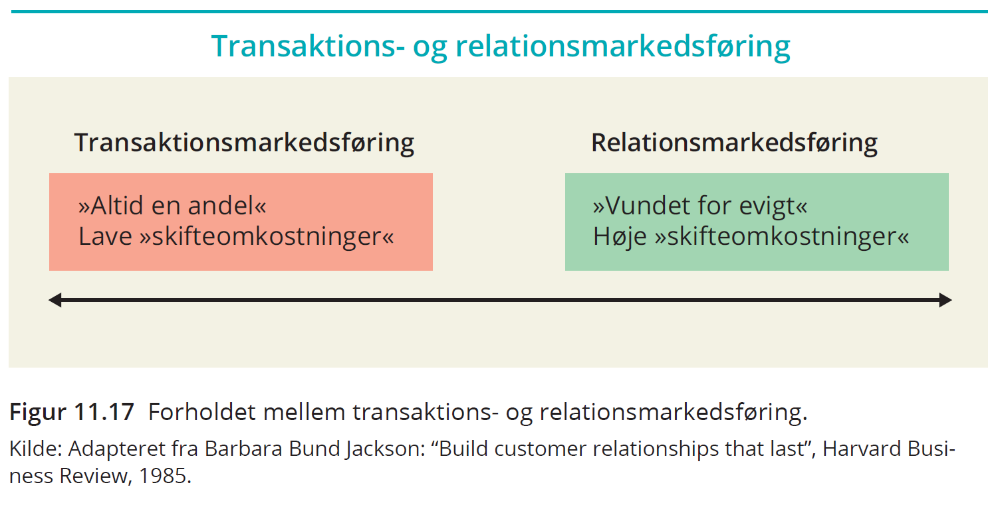 Transaktions- og relationsmarkedsføring
Transaktionsmarkedsføring
»Altid en andel«
Lave »skifteomkostninger«
Relationsmarkedsføring
»Vundet for evigt«
Høje »skifteomkostninger«
Figur 11.17 Forholdet mellem transaktions- og relationsmarkedsføring.
Kilde: Adapteret fra Barbara Bund Jackson: “Build customer relationships that last”, Harvard Busi-
ness Review, 1985.